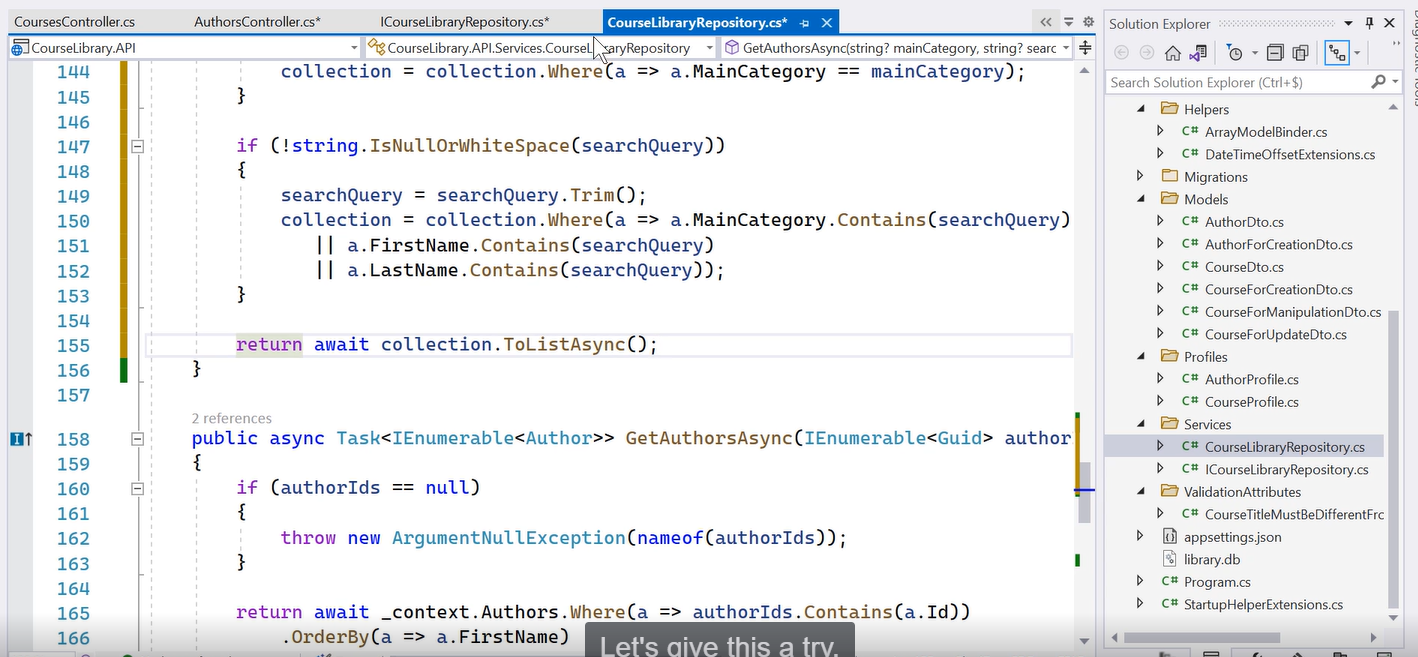 CoursesController.cs AuthorsController.cs* ICourseLibraryRepository.cs* CourseLibraryRepository.cs*
CourseLibrary.API CourseLibrary.API.Services.CourseL raryRepository GetAuthorsAsync(string? mainCategory, string? searc
144 collection = collection.Where(a => a.MainCategory == mainCategory);
145 }
146
147 if (!string.IsNullOrWhiteSpace(searchQuery))
148 {
149 searchQuery = searchQuery.Trim();
150 collection = collection.Where(a => a.MainCategory.Contains(searchQuery)
151 || a.FirstName.Contains(searchQuery)
152 || a.LastName.Contains(searchQuery));
153 }
154
155 return await collection.ToListAsync();
156 }
157
2 references
158 public async Task<IEnumerable<Author>> GetAuthorsAsync(IEnumerable<Guid> author
159 {
160 if (authorIds == null)
161 {
162 throw new ArgumentNullException(nameof(authorIds));
163 }
164
165 return await _context.Authors.Where(a => authorIds.Contains(a.Id))
166 .OrderBy(a => a.FirstName)
Let's give this a try.
Solution Explorer
Search Solution Explorer (Ctrl+$)
Helpers
C# ArrayModelBinder.cs
C# DateTimeOffsetExtensions.cs
Migrations
Models
C# AuthorDto.cs
C# AuthorForCreationDto.cs
C# CourseDto.cs
C# CourseForCreationDto.cs
C# CourseForManipulationDto.cs
C# CourseForUpdateDto.cs
Profiles
C# AuthorProfile.cs
C# CourseProfile.cs
Services
C# CourseLibraryRepository.cs
C# ICourseLibraryRepository.cs
ValidationAttributes
C# CourseTitleMustBeDifferentFrc
appsettings.json
library.db
C# Program.cs
C# StartupHelperExtensions.cs